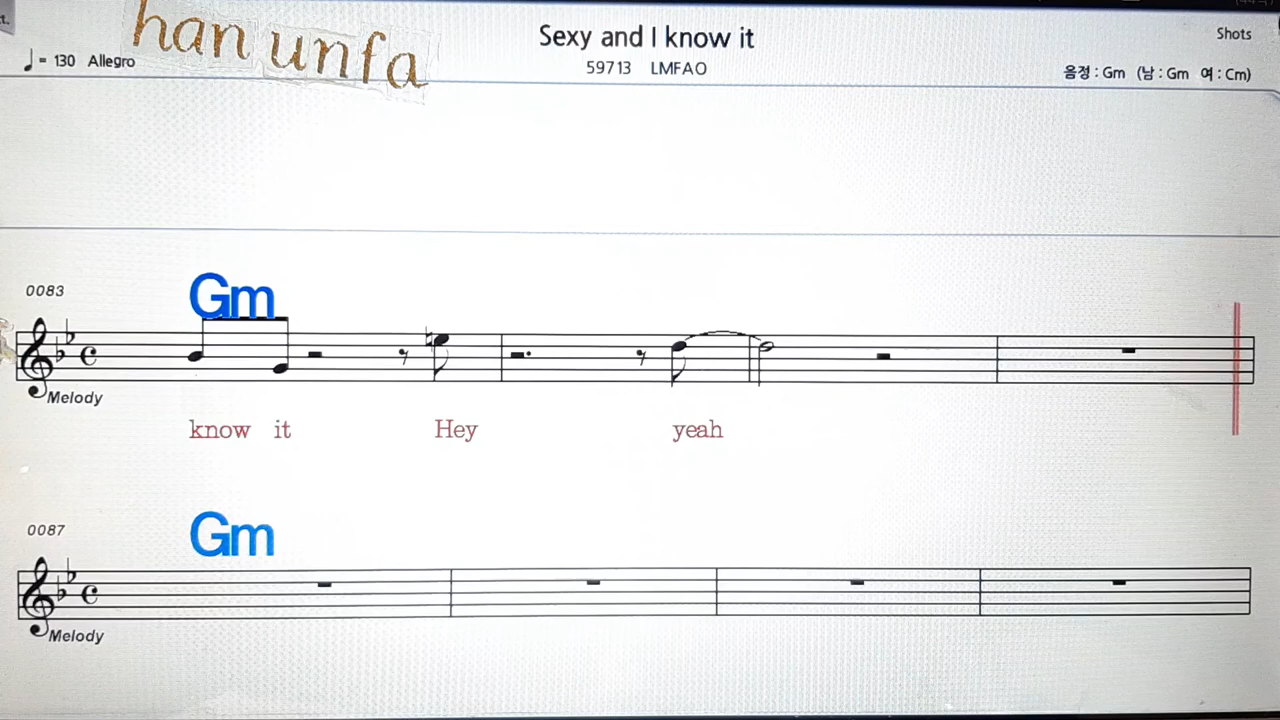 han unfa
Sexy and I know it
Shots
= 130 Allegro
59713 LMFAO
음정 : Gm (남 : Gm 여 : Cm)
0083
Gm
Melody
know it Hey yeah
0087
Gm
Melody